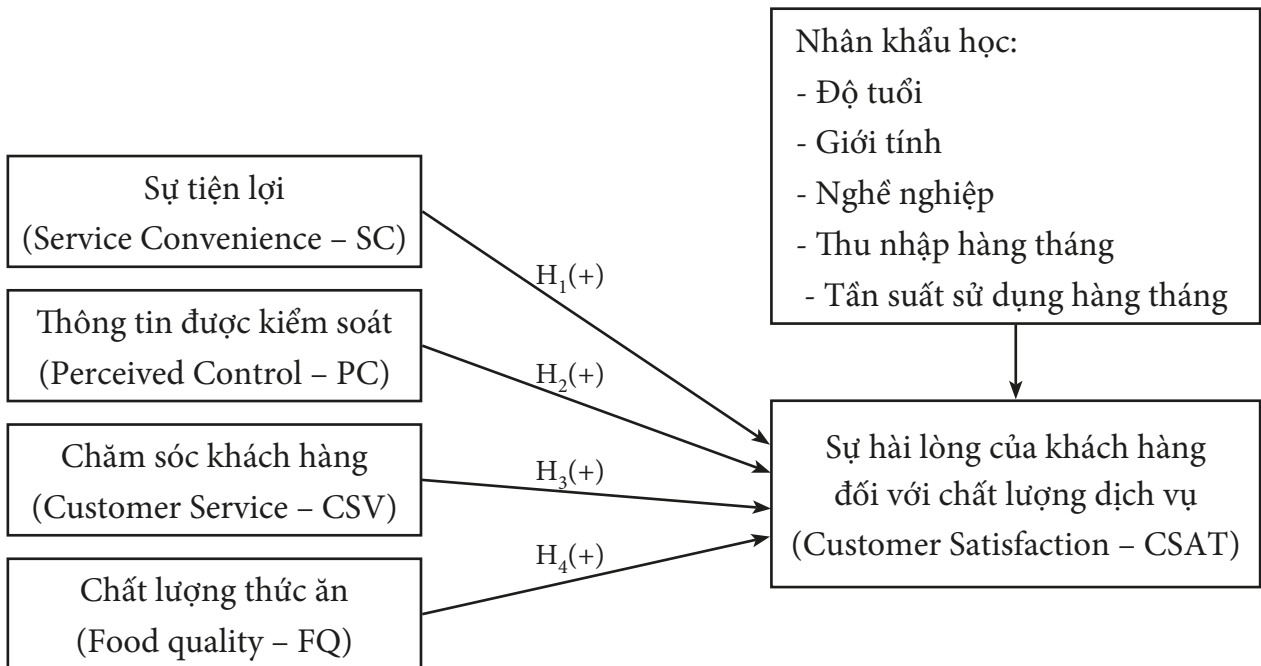 Nhân khẩu học:
- Độ tuổi
- Giới tính
- Nghề nghiệp
- Thu nhập hàng tháng
- Tần suất sử dụng hàng tháng
Sự tiện lợi
(Service Convenience – SC)
Thông tin được kiểm soát
(Perceived Control – PC)
Chăm sóc khách hàng
(Customer Service – CSV)
Chất lượng thức ăn
(Food quality – FQ)
H₁(+)
H₂(+)
H₃(+)
H₄(+)
Sự hài lòng của khách hàng
đối với chất lượng dịch vụ
(Customer Satisfaction – CSAT)